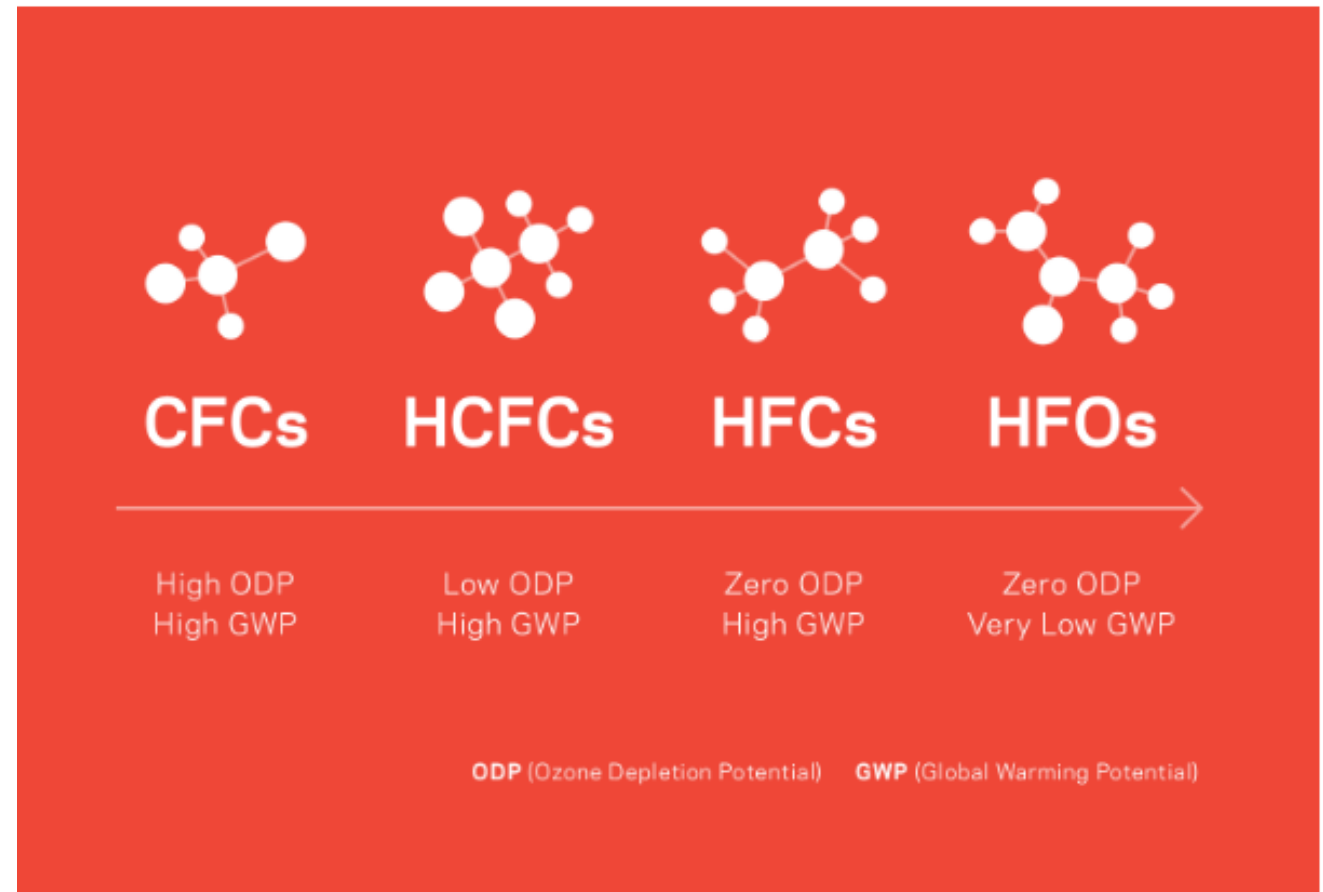 CFCs HCFCs HFCs HFOs
High ODP Low ODP Zero ODP Zero ODP
High GWP High GWP High GWP Very Low GWP
ODP (Ozone Depletion Potential) GWP (Global Warming Potential)